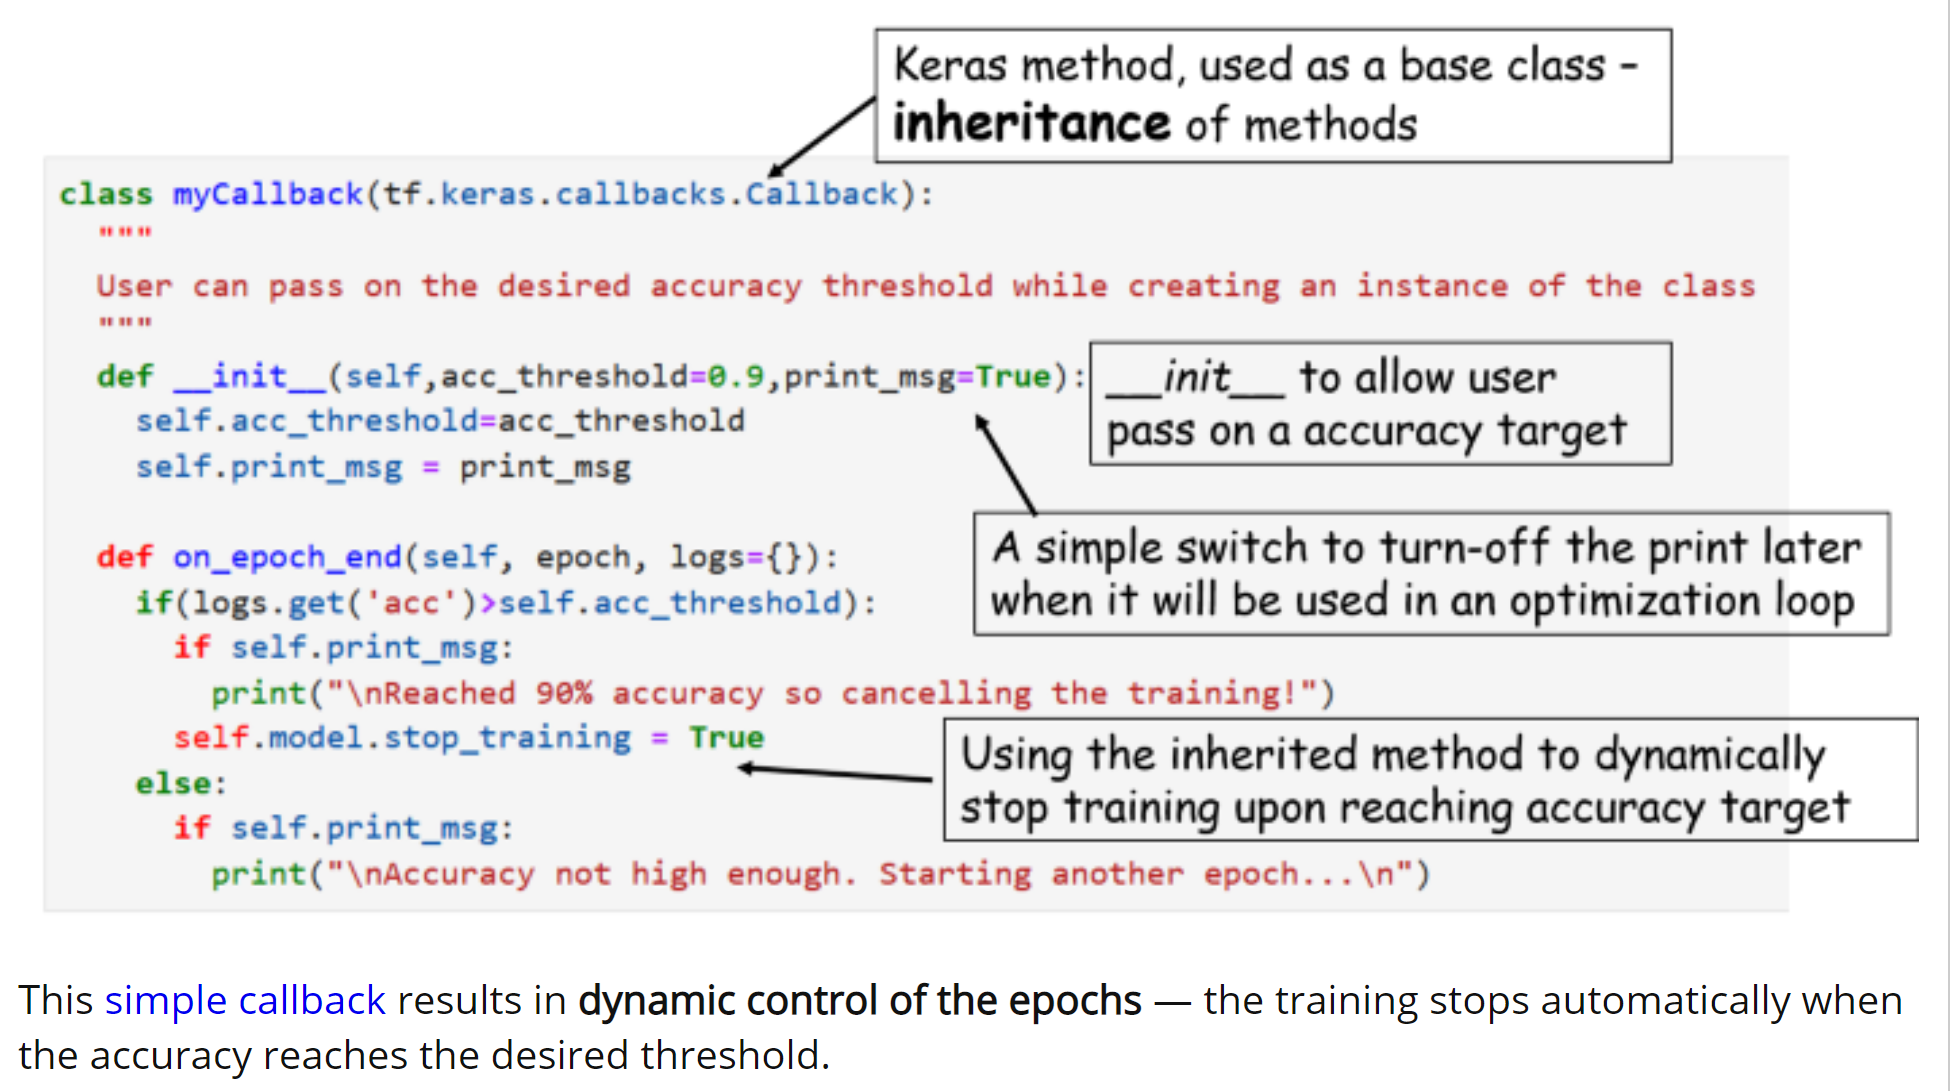 Keras method, used as a base class –
inheritance of methods
class myCallback(tf.keras.callbacks.Callback):
"""
User can pass on the desired accuracy threshold while creating an instance of the class
"""
def __init__(self,acc_threshold=0.9,print_msg=True):
__init__ to allow user
pass on a accuracy target
self.acc_threshold=acc_threshold
self.print_msg = print_msg
A simple switch to turn-off the print later
when it will be used in an optimization loop
def on_epoch_end(self, epoch, logs={}):
if(logs.get('acc')>self.acc_threshold):
if self.print_msg:
print("\nReached 90% accuracy so cancelling the training!")
self.model.stop_training = True
Using the inherited method to dynamically
stop training upon reaching accuracy target
else:
if self.print_msg:
print("\nAccuracy not high enough. Starting another epoch...\n")
This simple callback results in dynamic control of the epochs — the training stops automatically when
the accuracy reaches the desired threshold.